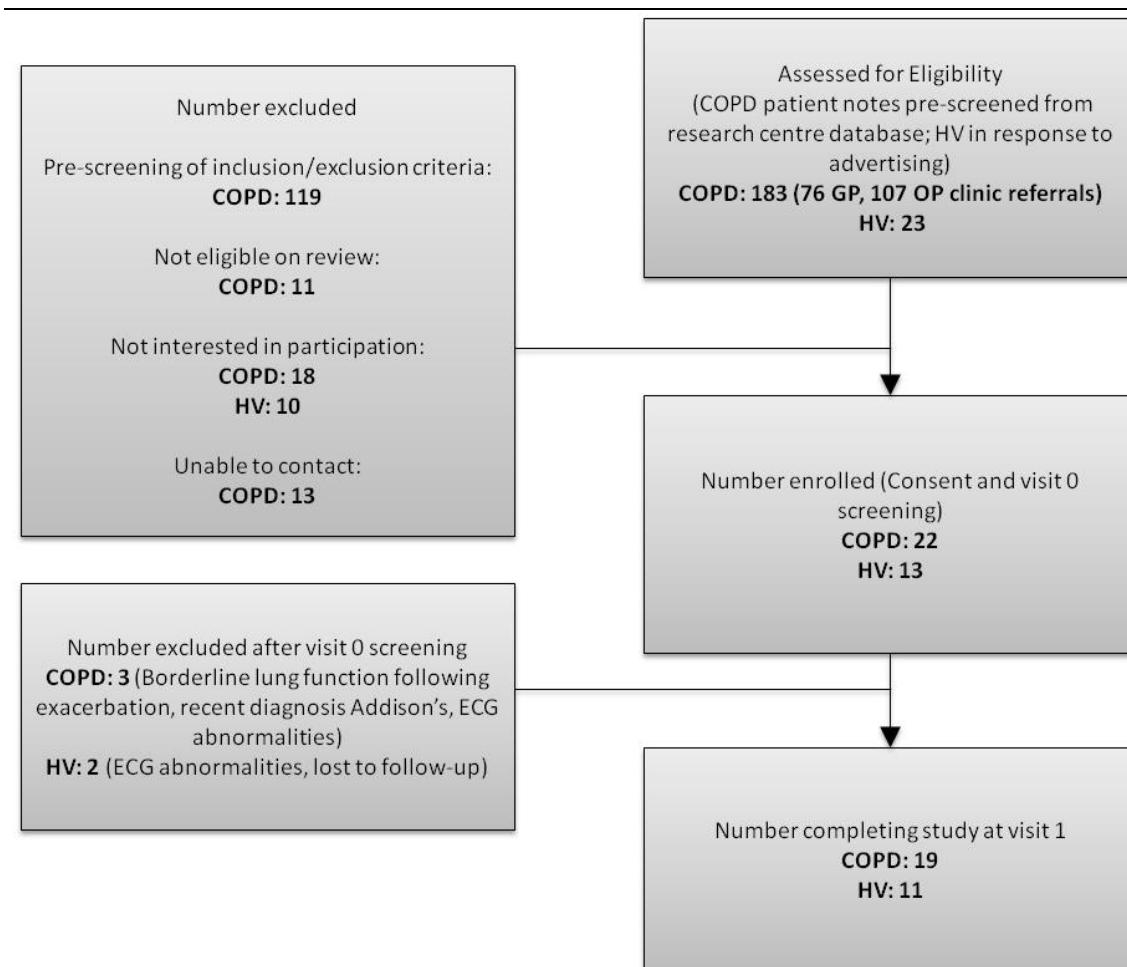 Assessed for Eligibility
(COPD patient notes pre-screened from
research centre database; HV in response to
advertising)
COPD: 183 (76 GP, 107 OP clinic referrals)
HV: 23
Number excluded
Pre-screening of inclusion/exclusion criteria:
COPD: 119
Not eligible on review:
COPD: 11
Not interested in participation:
COPD: 18
HV: 10
Unable to contact:
COPD: 13
Number enrolled (Consent and visit 0
screening)
COPD: 22
HV: 13
Number excluded after visit 0 screening
COPD: 3 (Borderline lung function following
exacerbation, recent diagnosis Addison's, ECG
abnormalities)
HV: 2 (ECG abnormalities, lost to follow-up)
Number completing study at visit 1
COPD: 19
HV: 11